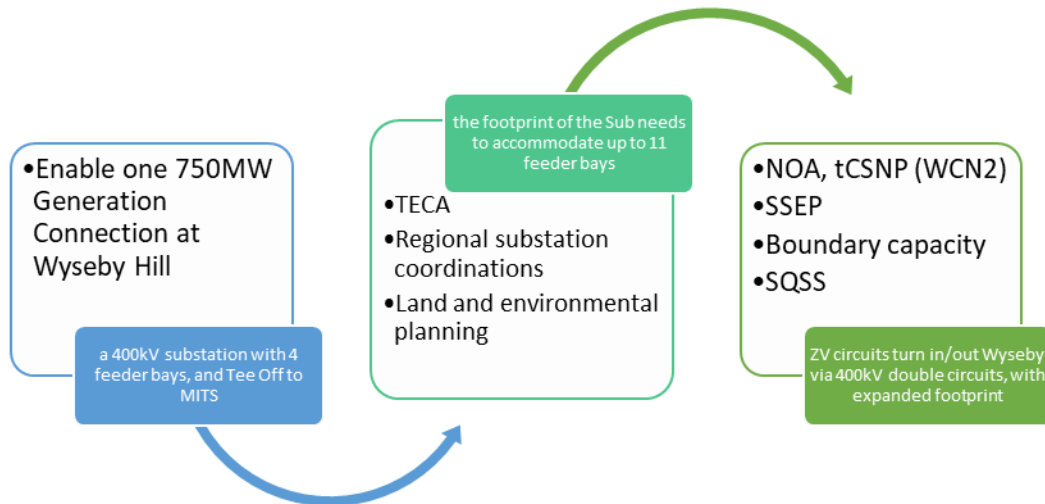 •Enable one 750MW
Generation
Connection at
Wyseby Hill
a 400kV substation with 4
feeder bays, and Tee Off to
MITS
the footprint of the Sub needs
to accommodate up to 11
feeder bays
•TECA
•Regional substation
coordinations
•Land and environmental
planning
•NOA, tCSNP (WCN2)
•SSEP
•Boundary capacity
•SQSS
ZV circuits turn in/out Wyseby
via 400kV double circuits, with
expanded footprint